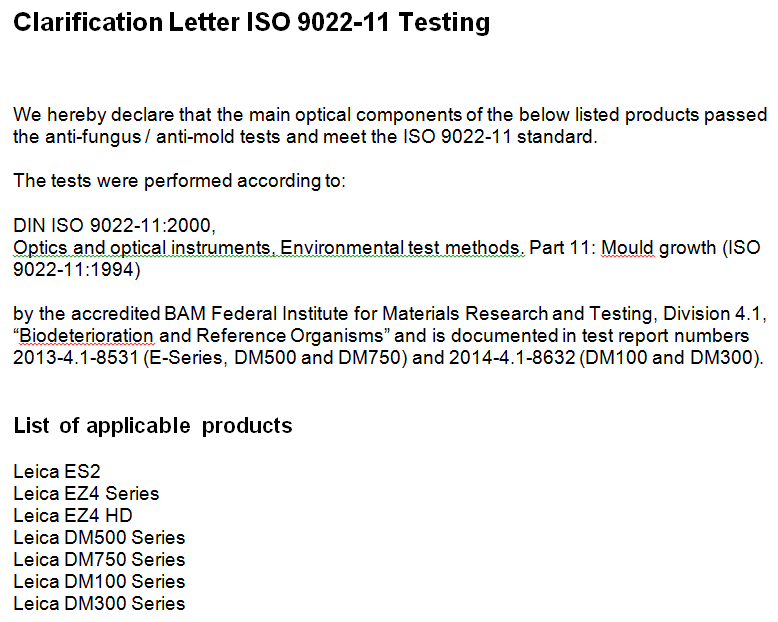 Clarification Letter ISO 9022-11 Testing
We hereby declare that the main optical components of the below listed products passed
the anti-fungus / anti-mold tests and meet the ISO 9022-11 standard.
The tests were performed according to:
DIN ISO 9022-11:2000,
Optics and optical instruments, Environmental test methods. Part 11: Mould growth (ISO
9022-11:1994)
by the accredited BAM Federal Institute for Materials Research and Testing, Division 4.1,
“Biodeterioration and Reference Organisms” and is documented in test report numbers
2013-4.1-8531 (E-Series, DM500 and DM750) and 2014-4.1-8632 (DM100 and DM300).
List of applicable products
Leica ES2
Leica EZ4 Series
Leica EZ4 HD
Leica DM500 Series
Leica DM750 Series
Leica DM100 Series
Leica DM300 Series